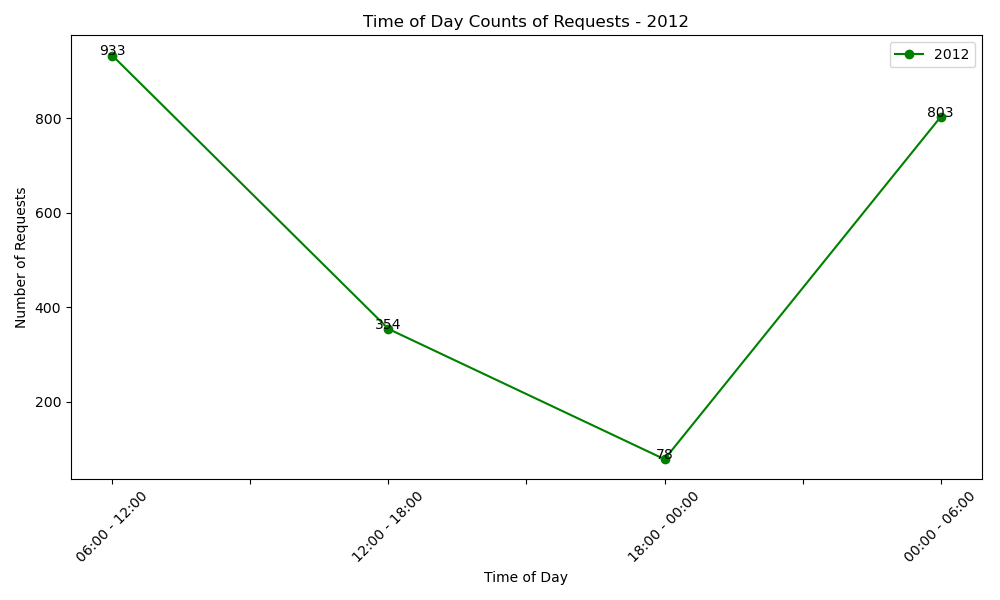 Time of Day Counts of Requests - 2012
2012
933
803
354
78
800
600
400
200
Number of Requests
06:00 - 12:00
12:00 - 18:00
18:00 - 00:00
00:00 - 06:00
Time of Day